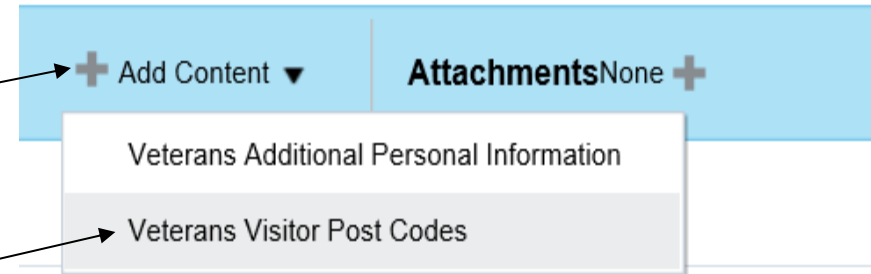 Add Content ▼ AttachmentsNone
Veterans Additional Personal Information
Veterans Visitor Post Codes